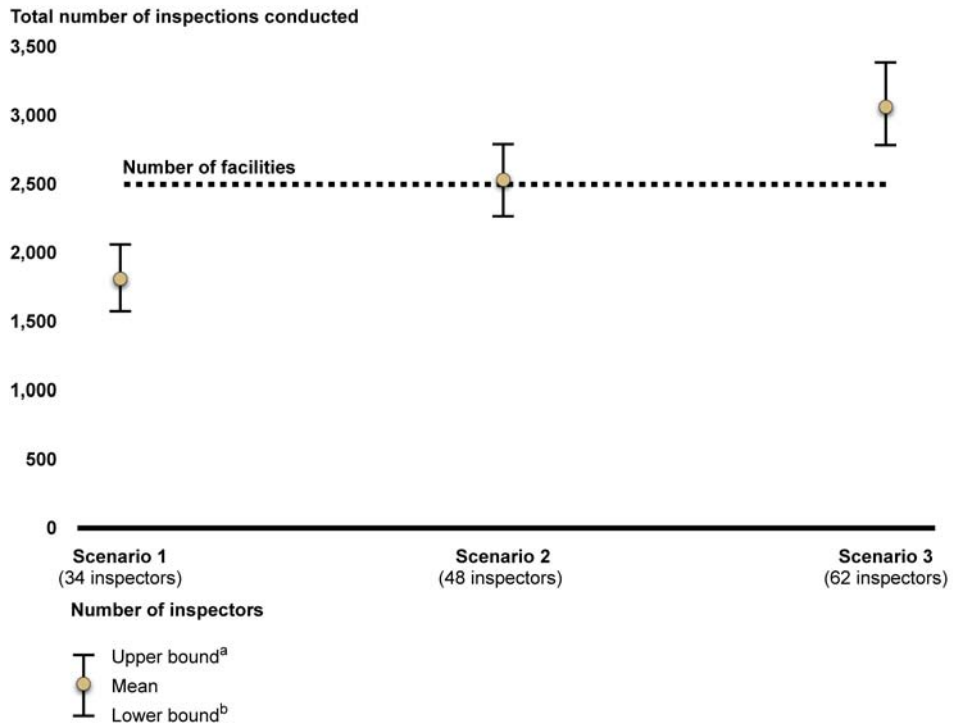 Total number of inspections conducted
3,500
3,000
Number of facilities
2,500
2,000
1,500
1,000
500
0
Scenario 1
(34 inspectors)
Scenario 2
(48 inspectors)
Scenario 3
(62 inspectors)
Number of inspectors
Upper bounda
Mean
Lower boundb